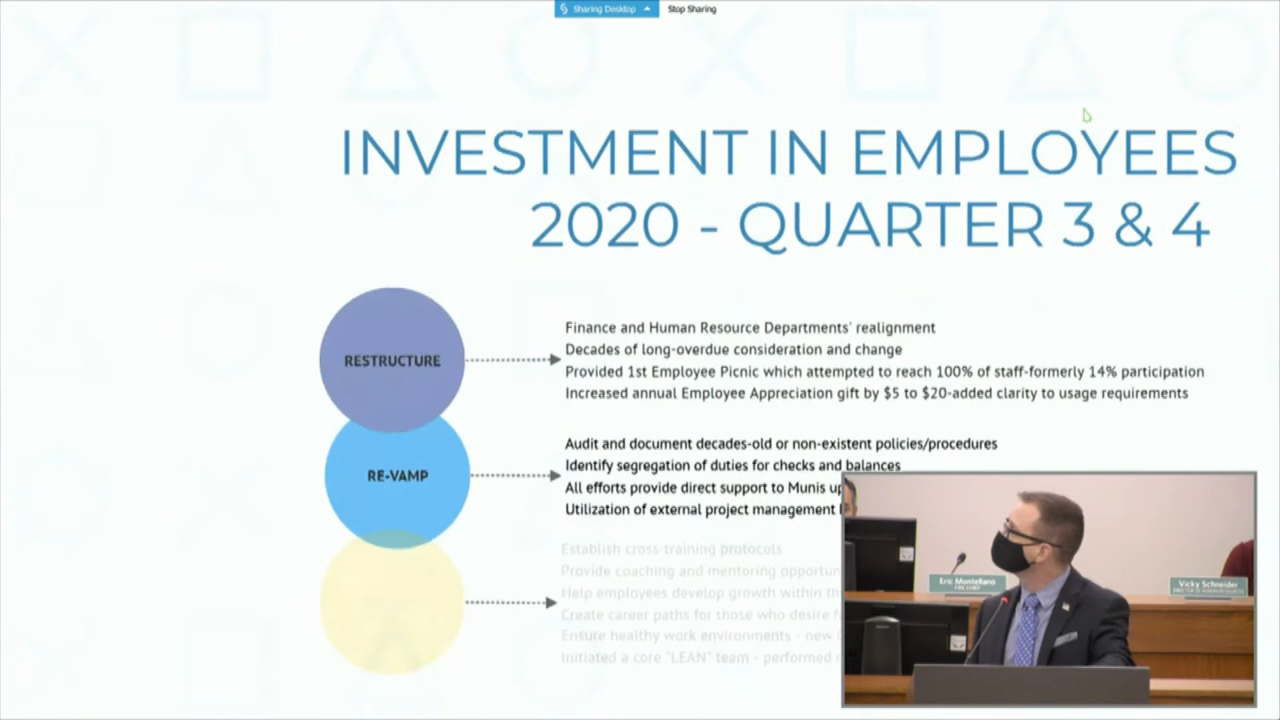 Sharing Desktop Stop Sharing
INVESTMENT IN EMPLOYEES
2020 - QUARTER 3 & 4
RESTRUCTURE
Finance and Human Resource Departments' realignment
Decades of long-overdue consideration and change
Provided 1st Employee Picnic which attempted to reach 100% of staff-formerly 14% participation
Increased annual Employee Appreciation gift by $5 to $20-added clarity to usage requirements
RE-VAMP
Audit and document decades-old or non-existent policies/procedures
Identify segregation of duties for checks and balances
All efforts provide direct support to Munis
Utilization of external project management
Establish cross-training protocols
Provide coaching and mentoring
Help employees develop growth within
Create career paths for those who desire
Ensure healthy work environments - new
Initiated a core "LEAN" team - performed
Eric Montellano
FIRE CHIEF
Vicky Schneider
DIRECTOR OF HUMAN RESOURCES